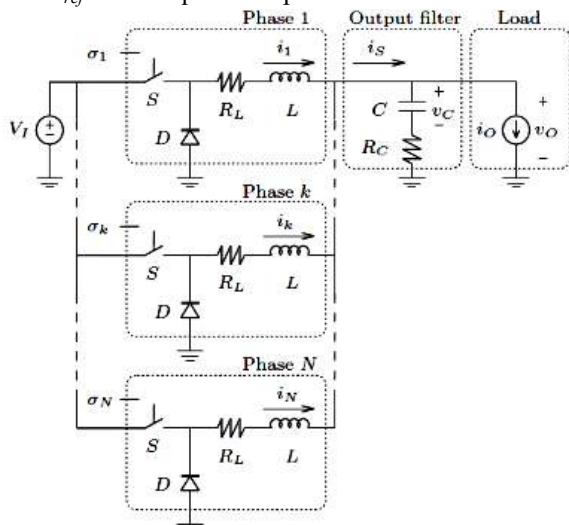 Phase 1
Output filter
Load
σ1
i1
iS
S
RL
L
C
+
vC
−
VI
+
−
D
RC
iO
+
vO
−
Phase k
σk
ik
S
RL
L
D
Phase N
σN
iN
S
RL
L
D